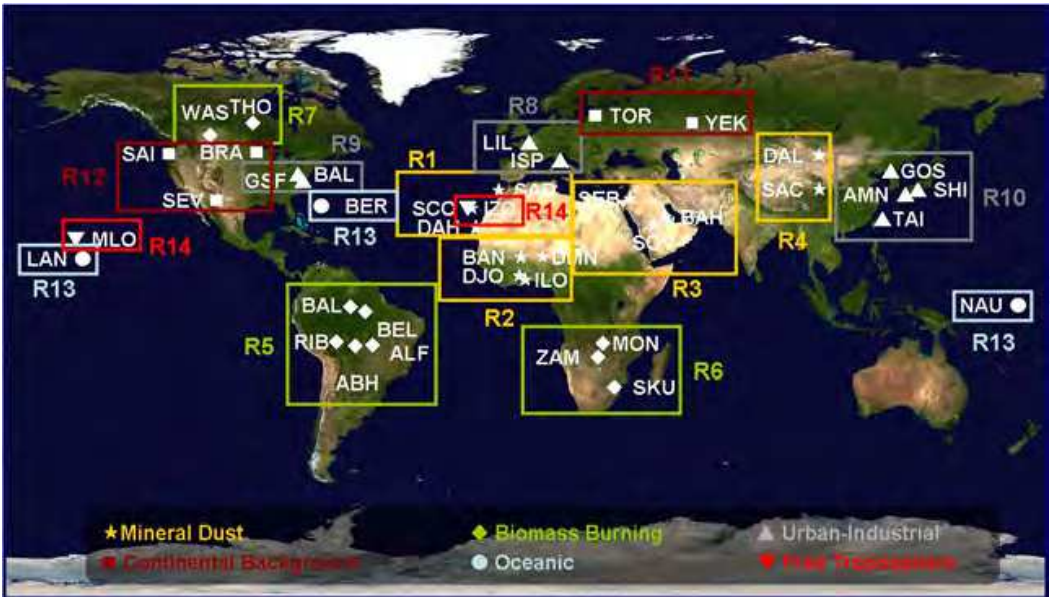 R11
WAS THO
R7
R8
TOR
YEK
LIL
ISP
R9
SAI
BRA
R1
DAL
GOS
R12
GSF
BAL
SAC
AMN
SHI
R10
SEV
BER
SCO
IZO
R14
BAH
TAI
R13
DAH
R4
MLO
R14
LAN
BAN
DMN
R13
DJO
ILO
R3
BAL
R2
NAU
R5
RIB
BEL
ALF
MON
R13
ZAM
R6
ABH
SKU
Mineral Dust
Biomass Burning
Urban-Industrial
Continental Background
Oceanic
Free Troposphere